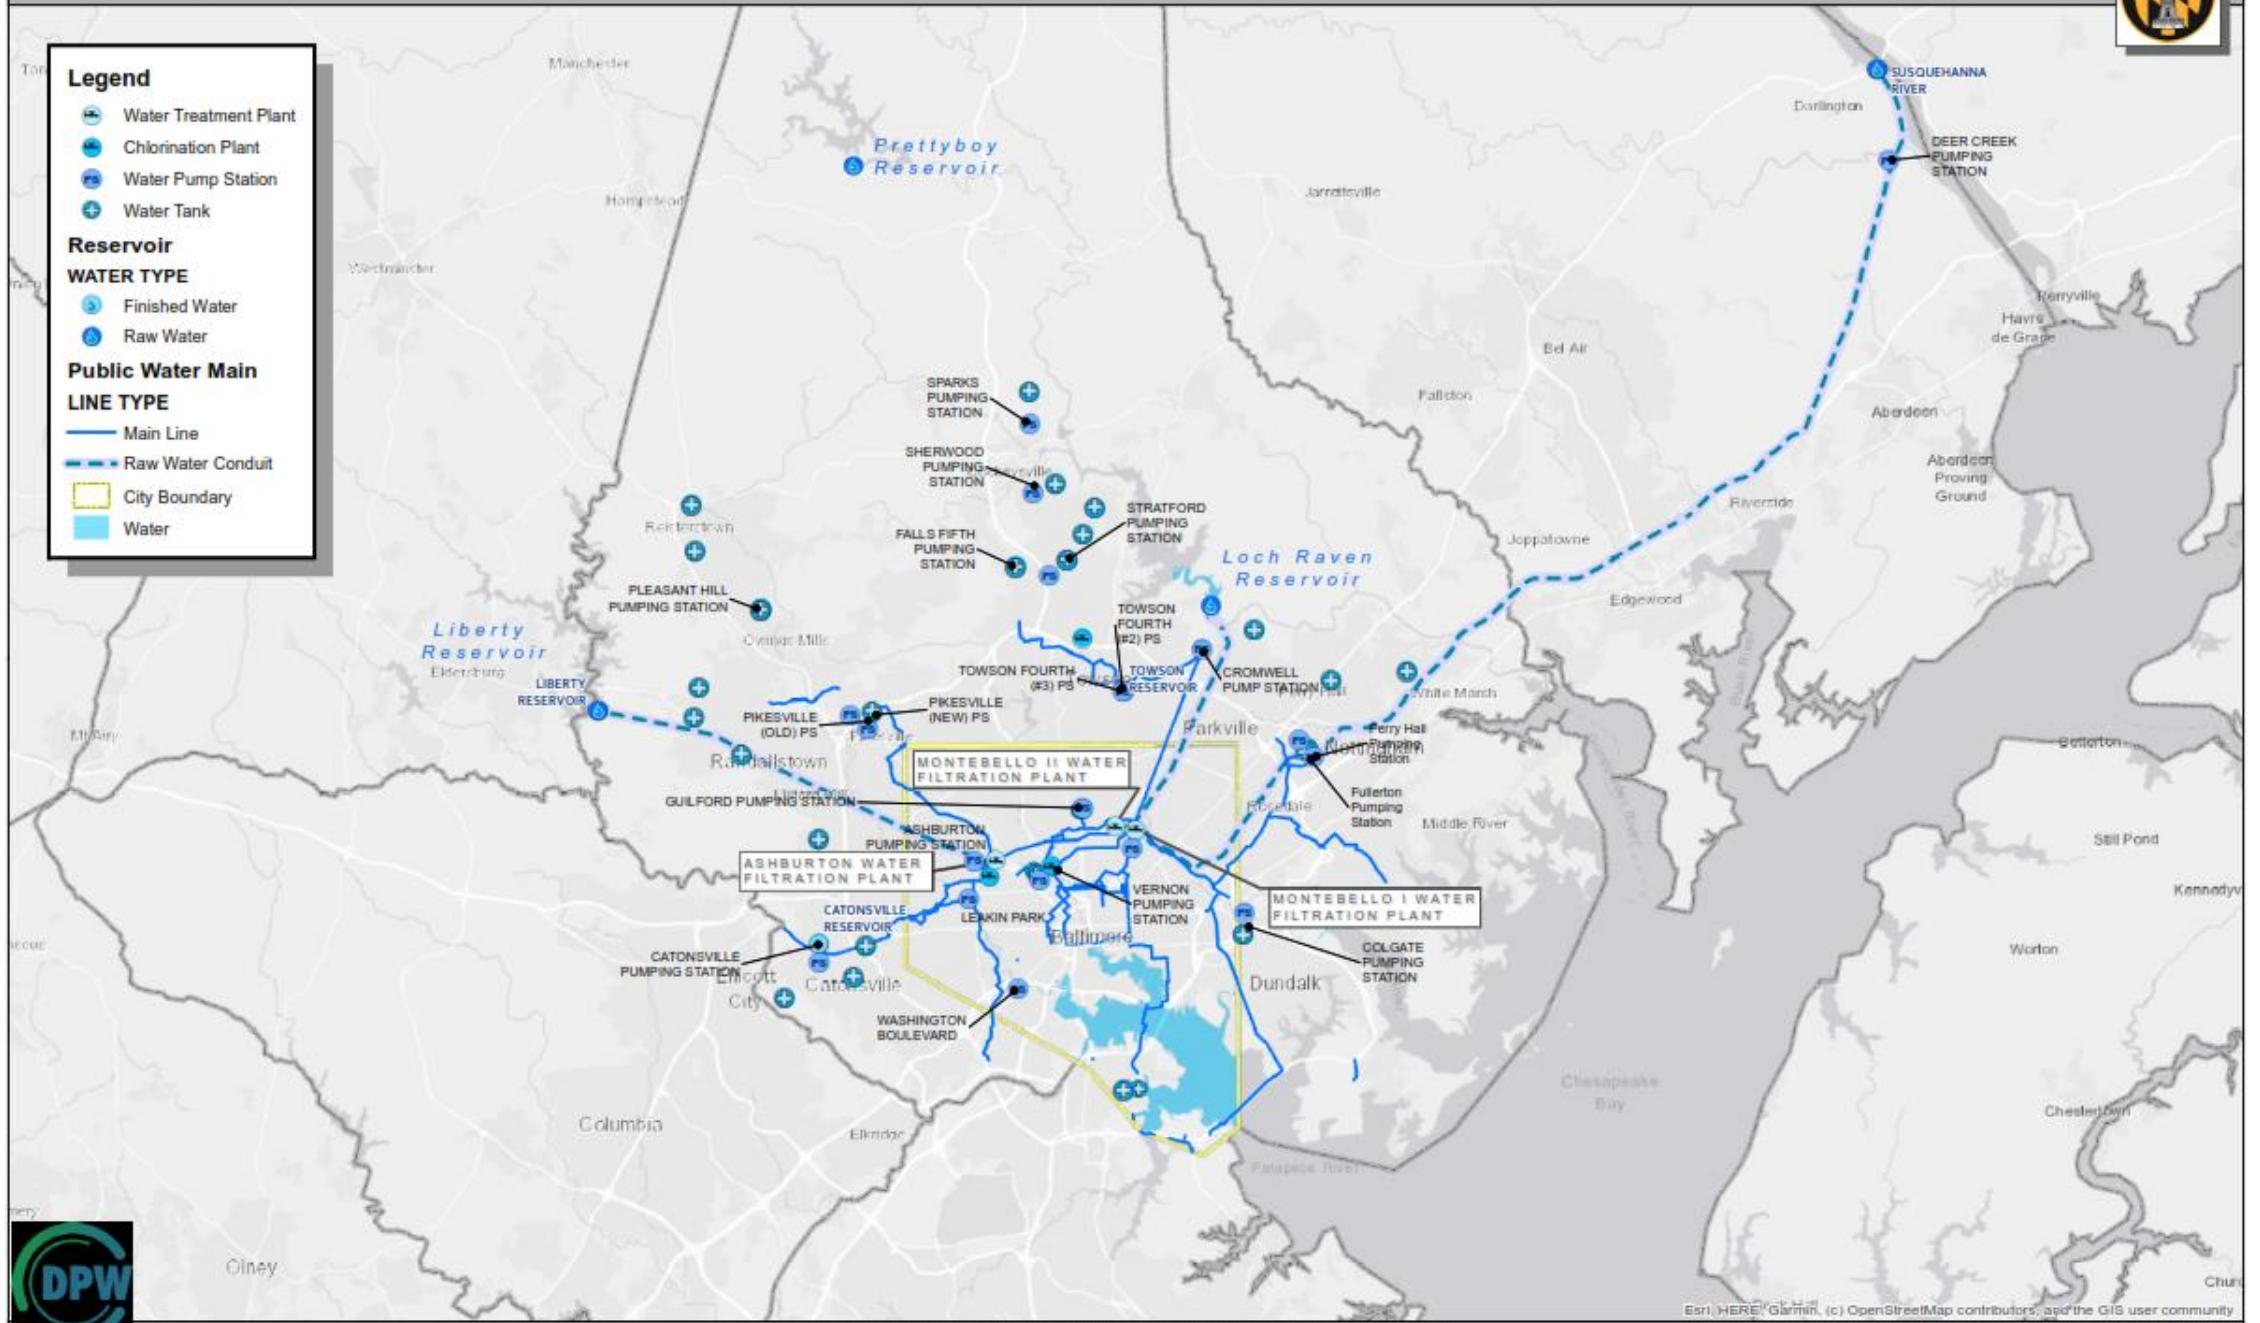 Legend
Water Treatment Plant
Chlorination Plant
PS Water Pump Station
Water Tank
Reservoir
WATER TYPE
Finished Water
Raw Water
Public Water Main
LINE TYPE
Main Line
Raw Water Conduit
City Boundary
Water
Manchester
Hampstead
Westminster
Prettyboy
Reservoir
SUSQUEHANNA
RIVER
Darlington
DEER CREEK
PUMPING
STATION
Jarrettsville
Perryville
Havre
de Grace
Bel Air
Fallston
Aberdeen
Aberdeen
Proving
Ground
Riverside
Joppatowne
Edgewood
SPARKS
PUMPING
STATION
SHERWOOD
PUMPING
STATION
STRATFORD
PUMPING
STATION
FALLS FIFTH
PUMPING
STATION
Reisterstown
PLEASANT HILL
PUMPING STATION
Owings Mills
Loch Raven
Reservoir
Liberty
Reservoir
Eldersburg
LIBERTY
RESERVOIR
Mt Airy
TOWSON
FOURTH
(#2) PS
TOWSON FOURTH
(#3) PS
TOWSON
RESERVOIR
CROMWELL
PUMP STATION
Perry Hall
White Marsh
PIKESVILLE
(NEW) PS
PIKESVILLE
(OLD) PS
Parkville
Perry Hall
Pumping
Station
Randallstown
MONTEBELLO II WATER
FILTRATION PLANT
GUILFORD PUMPING STATION
Rosedale
Fullerton
Pumping
Station
Middle River
Betterton
Still Pond
Kennedyv
ASHBURTON
PUMPING STATION
ASHBURTON WATER
FILTRATION PLANT
VERNON
PUMPING
STATION
MONTEBELLO I WATER
FILTRATION PLANT
CATONSVILLE
RESERVOIR
LEAKIN PARK
Baltimore
CATONSVILLE
PUMPING STATION
COLGATE
PUMPING
STATION
Worton
Ellicott
City
Catonsville
Dundalk
WASHINGTON
BOULEVARD
Chesapeake
Bay
Chestertown
Columbia
Elkridge
Patapsco River
Olney
DPW
Esri, HERE, Garmin, (c) OpenStreetMap contributors, and the GIS user community